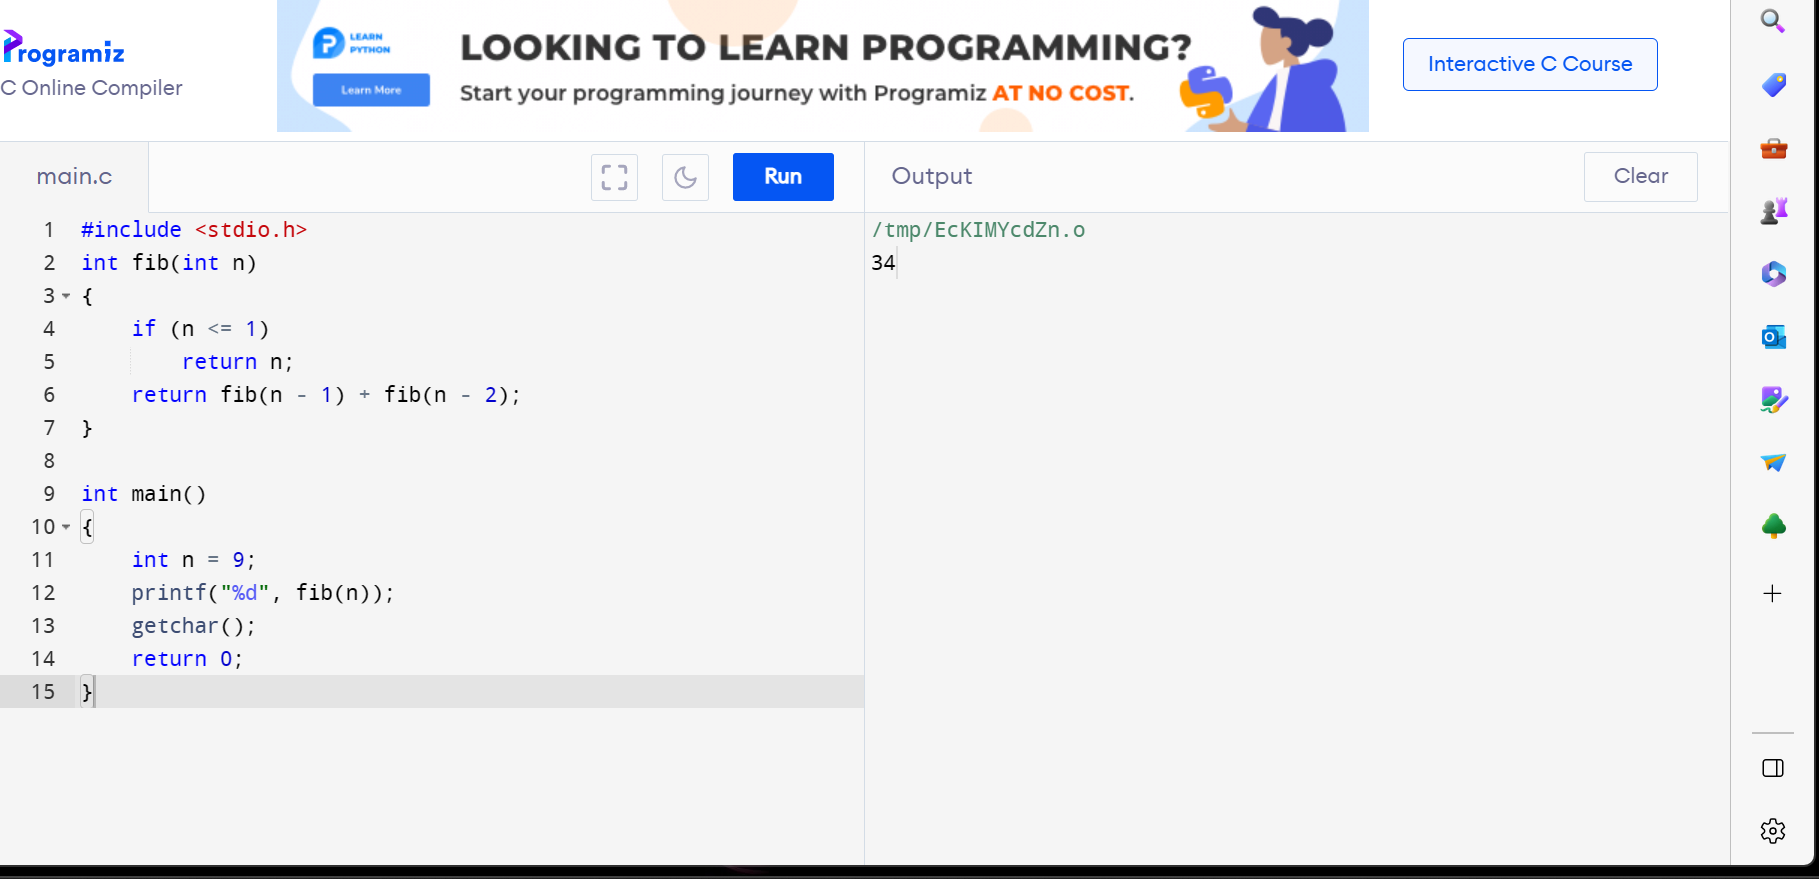 Programiz
C Online Compiler
LEARN
PYTHON
Learn More
LOOKING TO LEARN PROGRAMMING?
Start your programming journey with Programiz AT NO COST.
Interactive C Course
main.c
Run
Output
Clear
1 #include <stdio.h>
2 int fib(int n)
3 {
4     if (n <= 1)
5         return n;
6     return fib(n - 1) + fib(n - 2);
7 }
8
9 int main()
10 {
11     int n = 9;
12     printf("%d", fib(n));
13     getchar();
14     return 0;
15 }
/tmp/EcKIMYcdZn.o
34